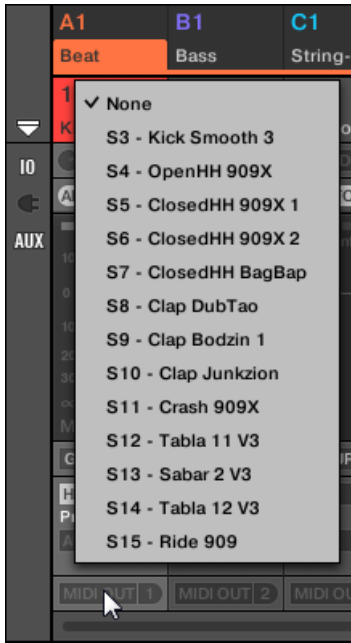 A1 B1 C1
Beat Bass String-
1
None
K
S3 - Kick Smooth 3
IO
S4 - OpenHH 909X
S5 - ClosedHH 909X 1
AUX
S6 - ClosedHH 909X 2
S7 - ClosedHH BagBap
S8 - Clap DubTao
S9 - Clap Bodzin 1
S10 - Clap Junkzion
S11 - Crash 909X
S12 - Tabla 11 V3
S13 - Sabar 2 V3
S14 - Tabla 12 V3
S15 - Ride 909
MIDI OUT 1 MIDI OUT 2 MIDI OU